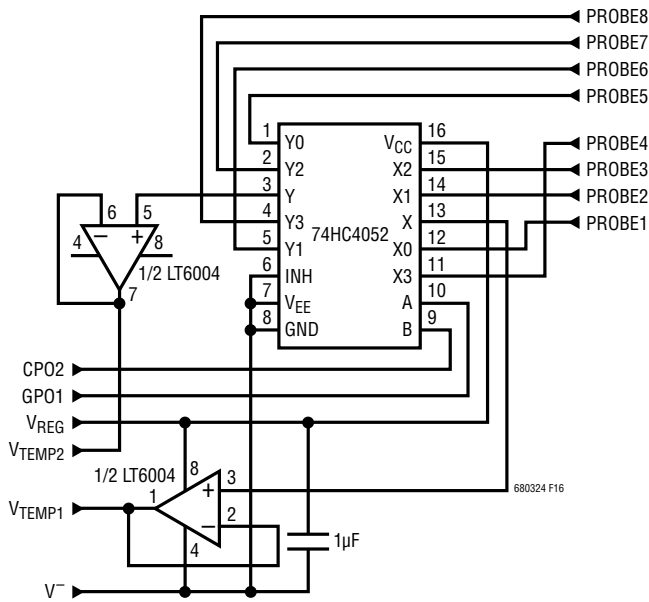 PROBE8
PROBE7
PROBE6
PROBE5
PROBE4
PROBE3
PROBE2
PROBE1
1 Y0 VCC 16
2 Y2 X2 15
3 Y X1 14
4 Y3 X 13
74HC4052
5 Y1 X0 12
6 INH X3 11
7 VEE A 10
8 GND B 9
6 5
4 − + 8
1/2 LT6004
7
CPO2
GPO1
VREG
VTEMP2
1/2 LT6004
8
+ 3
VTEMP1 1
− 2
4
1µF
V−
680324 F16